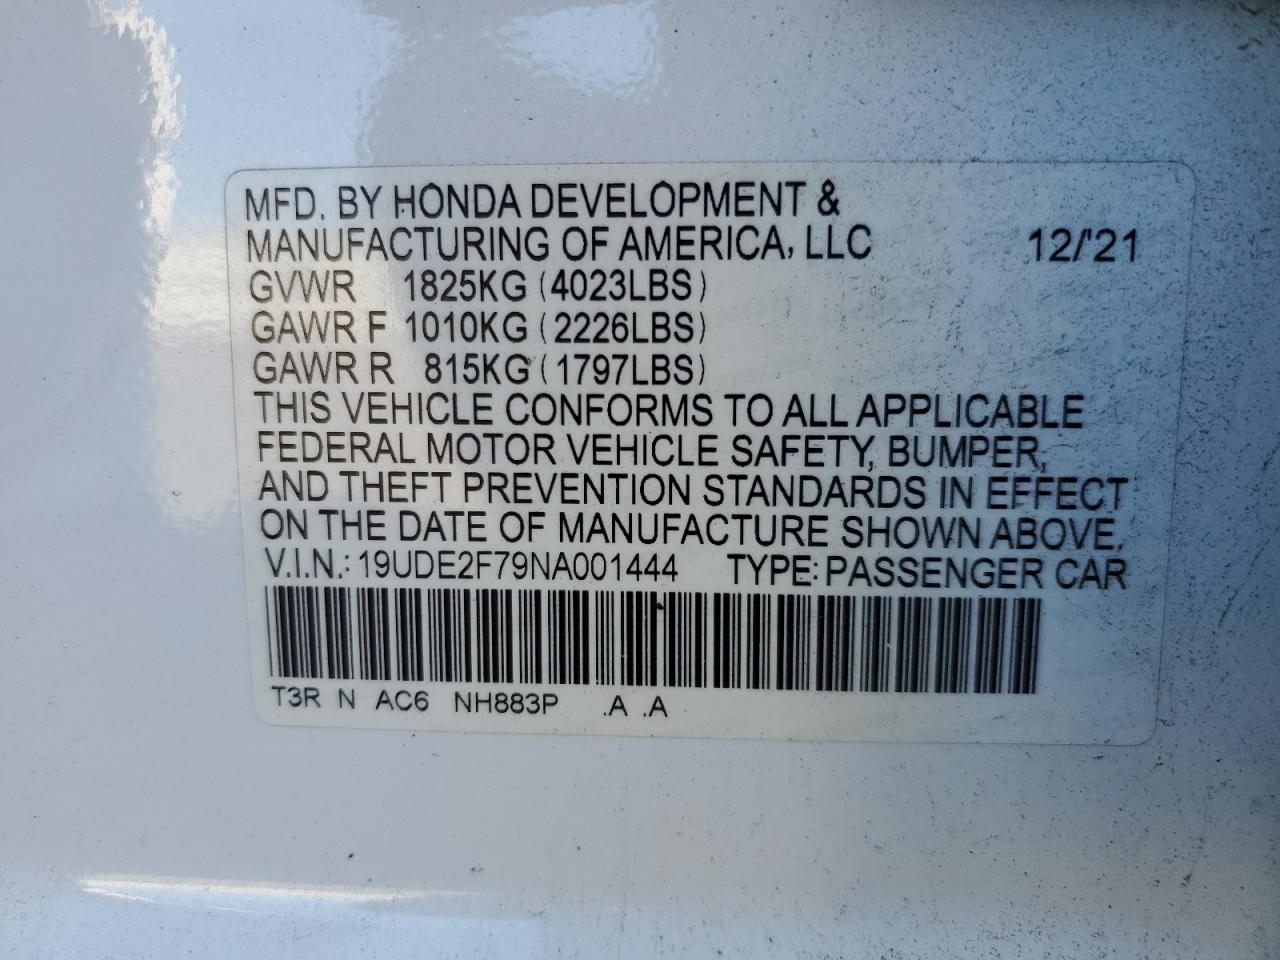 MFD. BY HONDA DEVELOPMENT &
MANUFACTURING OF AMERICA, LLC 12/'21
GVWR 1825KG (4023LBS)
GAWR F 1010KG (2226LBS)
GAWR R 815KG (1797LBS)
THIS VEHICLE CONFORMS TO ALL APPLICABLE
FEDERAL MOTOR VEHICLE SAFETY, BUMPER,
AND THEFT PREVENTION STANDARDS IN EFFECT
ON THE DATE OF MANUFACTURE SHOWN ABOVE.
V.I.N.: 19UDE2F79NA001444 TYPE: PASSENGER CAR
T3R N AC6 NH883P .A .A